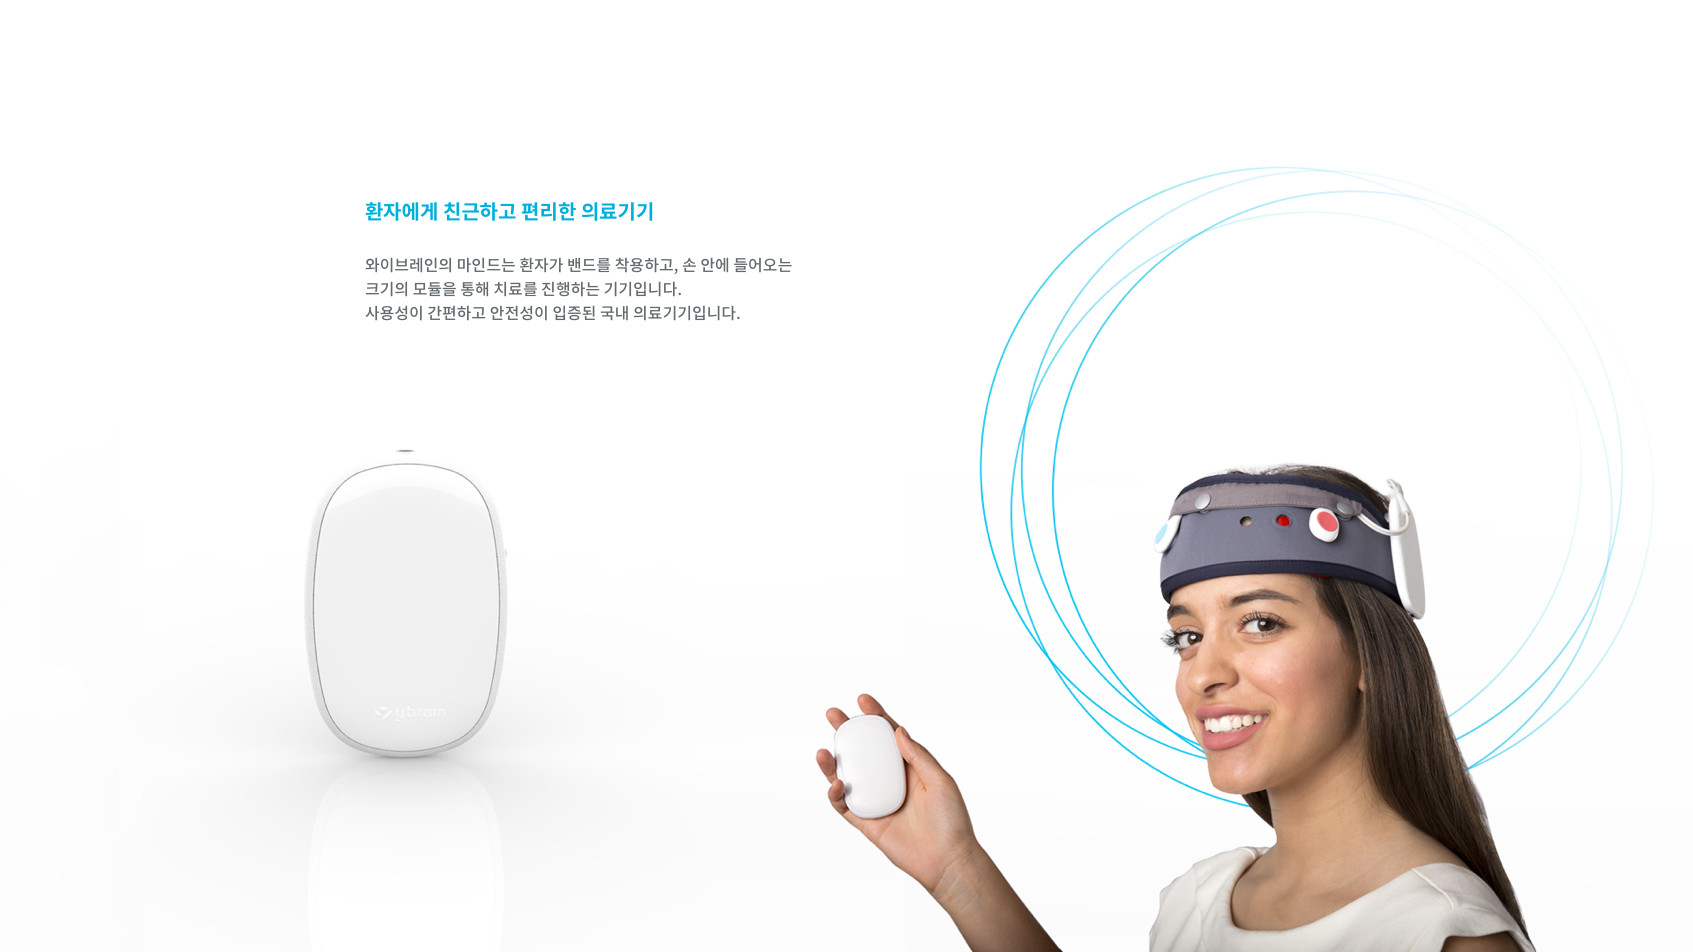 환자에게 친근하고 편리한 의료기기
와이브레인의 마인드는 환자가 밴드를 착용하고, 손 안에 들어오는
크기의 모듈을 통해 치료를 진행하는 기기입니다.
사용성이 간편하고 안전성이 입증된 국내 의료기기입니다.
ybrain